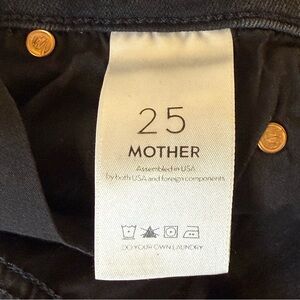 25
MOTHER
Assembled in USA
by both USA and foreign components
DO YOUR OWN LAUNDRY